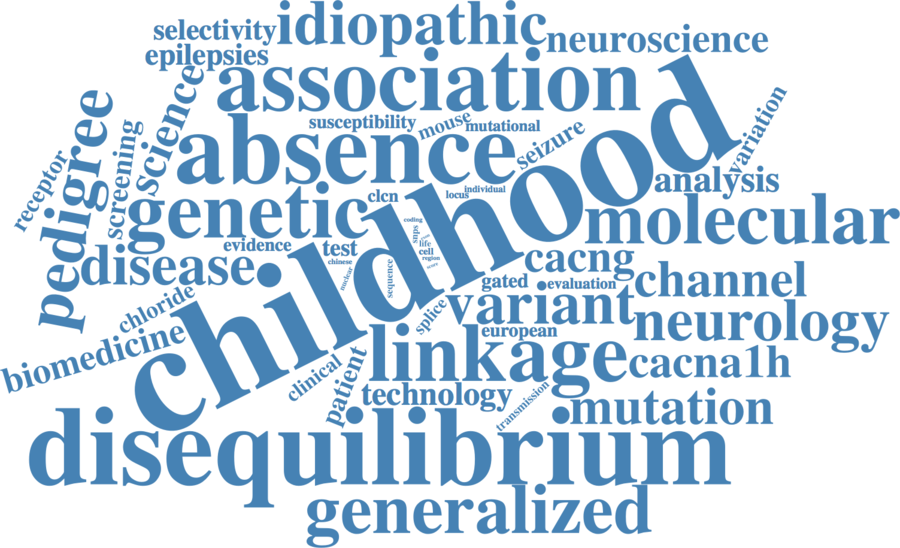 selectivity
idiopathic
neuroscience
epilepsies
association
science
absence
susceptibility
mouse
mutational
seizure
variation
pedigree
screening
receptor
genetic
clcn
locus
individual
analysis
childhood
molecular
coding
snps
life
cell
region
evidence
test
chinese
nuclear
sequence
disease
cacng
gated
evaluation
channel
chloride
splice
variant
european
neurology
biomedicine
linkage
cacna1h
clinical
patient
technology
transmission
mutation
disequilibrium
generalized